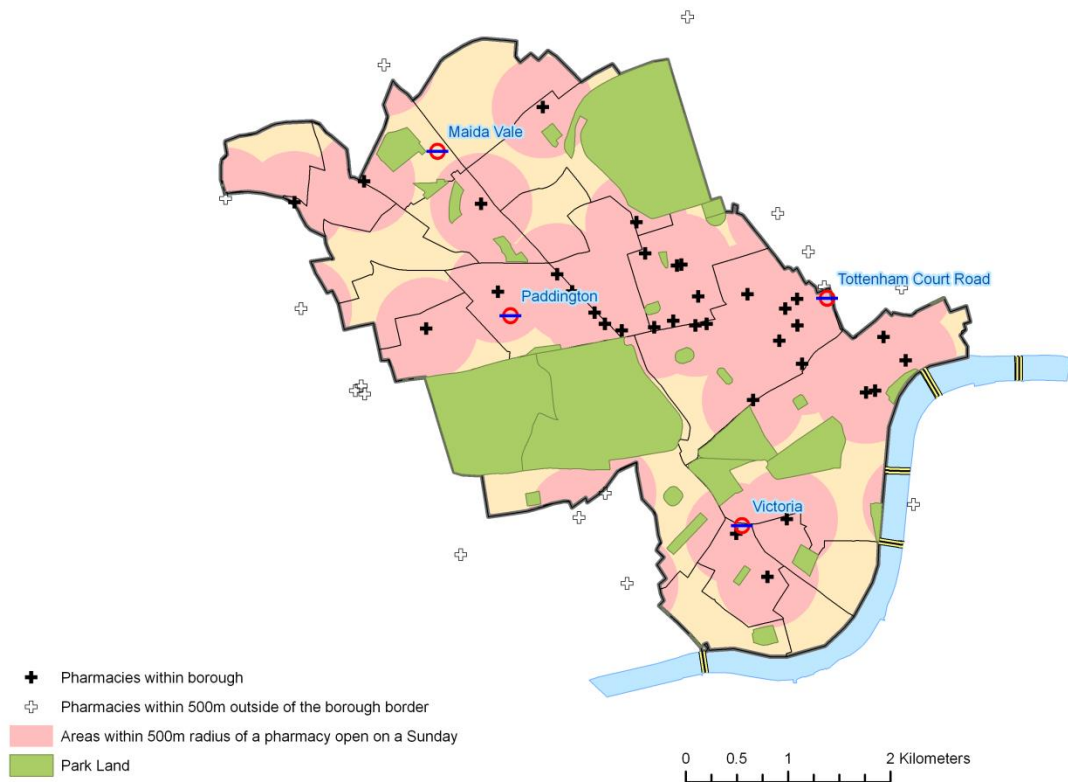 Maida Vale
Tottenham Court Road
Paddington
Victoria
Pharmacies within borough
Pharmacies within 500m outside of the borough border
Areas within 500m radius of a pharmacy open on a Sunday
Park Land
0 0.5 1 2 Kilometers